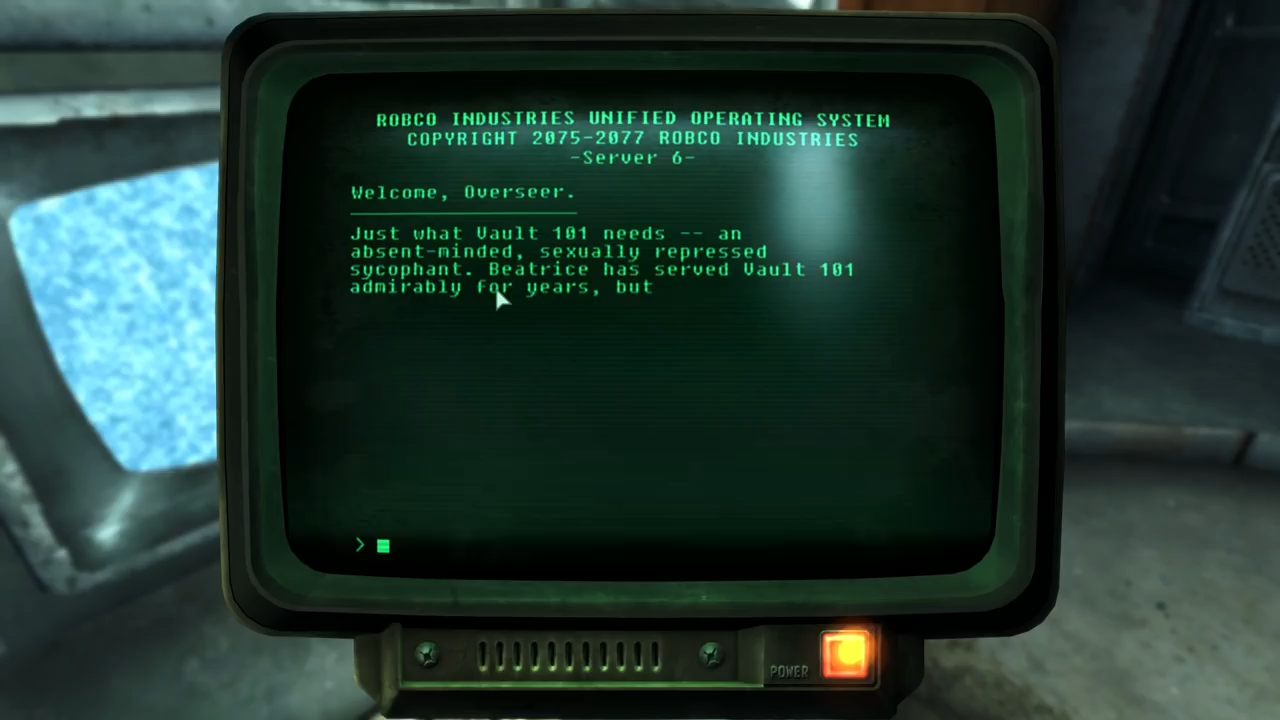 ROBCO INDUSTRIES UNIFIED OPERATING SYSTEM
COPYRIGHT 2075-2077 ROBCO INDUSTRIES
-Server 6-
Welcome, Overseer.
Just what Vault 101 needs -- an
absent-minded, sexually repressed
sycophant. Beatrice has served Vault 101
admirably for years, but
>
POWER